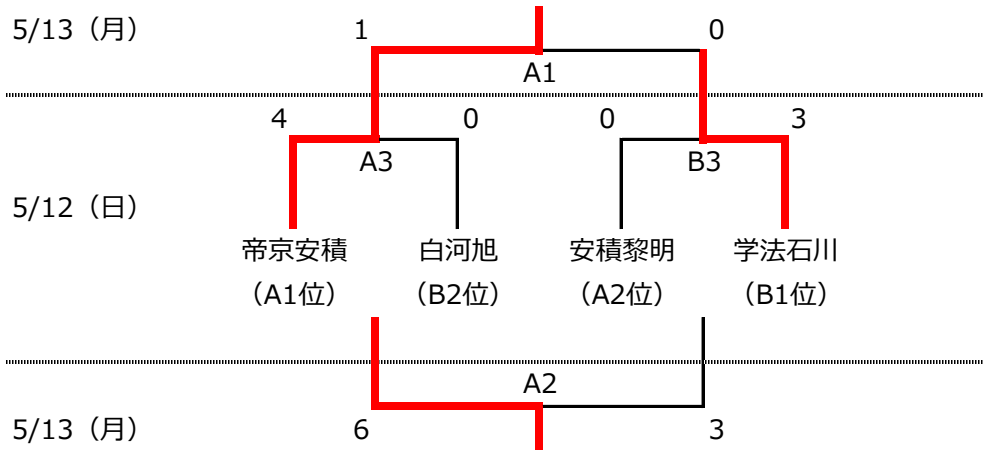 5/13（月） 1 0
A1
4 0 0 3
A3 B3
5/12（日）
帝京安積 白河旭 安積黎明 学法石川
（A1位） （B2位） （A2位） （B1位）
A2
5/13（月） 6 3